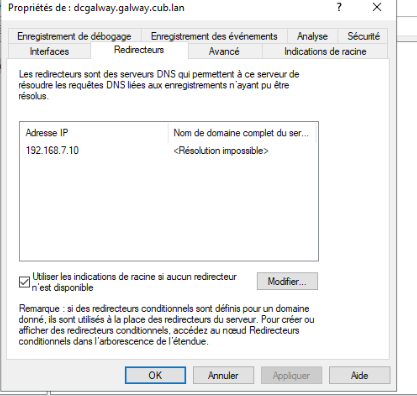 Propriétés de : dcgalway.galway.cub.lan
Enregistrement de débogage Enregistrement des événements Analyse Sécurité
Interfaces Redirecteurs Avancé Indications de racine
Les redirecteurs sont des serveurs DNS qui permettent à ce serveur de
résoudre les requêtes DNS liées aux enregistrements n'ayant pu être
résolus.
Adresse IP Nom de domaine complet du ser...
192.168.7.10 <Résolution impossible>
Utiliser les indications de racine si aucun redirecteur
n'est disponible
Modifier...
Remarque : si des redirecteurs conditionnels sont définis pour un domaine
donné, ils sont utilisés à la place des redirecteurs du serveur. Pour créer ou
afficher des redirecteurs conditionnels, accédez au nœud Redirecteurs
conditionnels dans l'arborescence de l'étendue.
OK Annuler Appliquer Aide